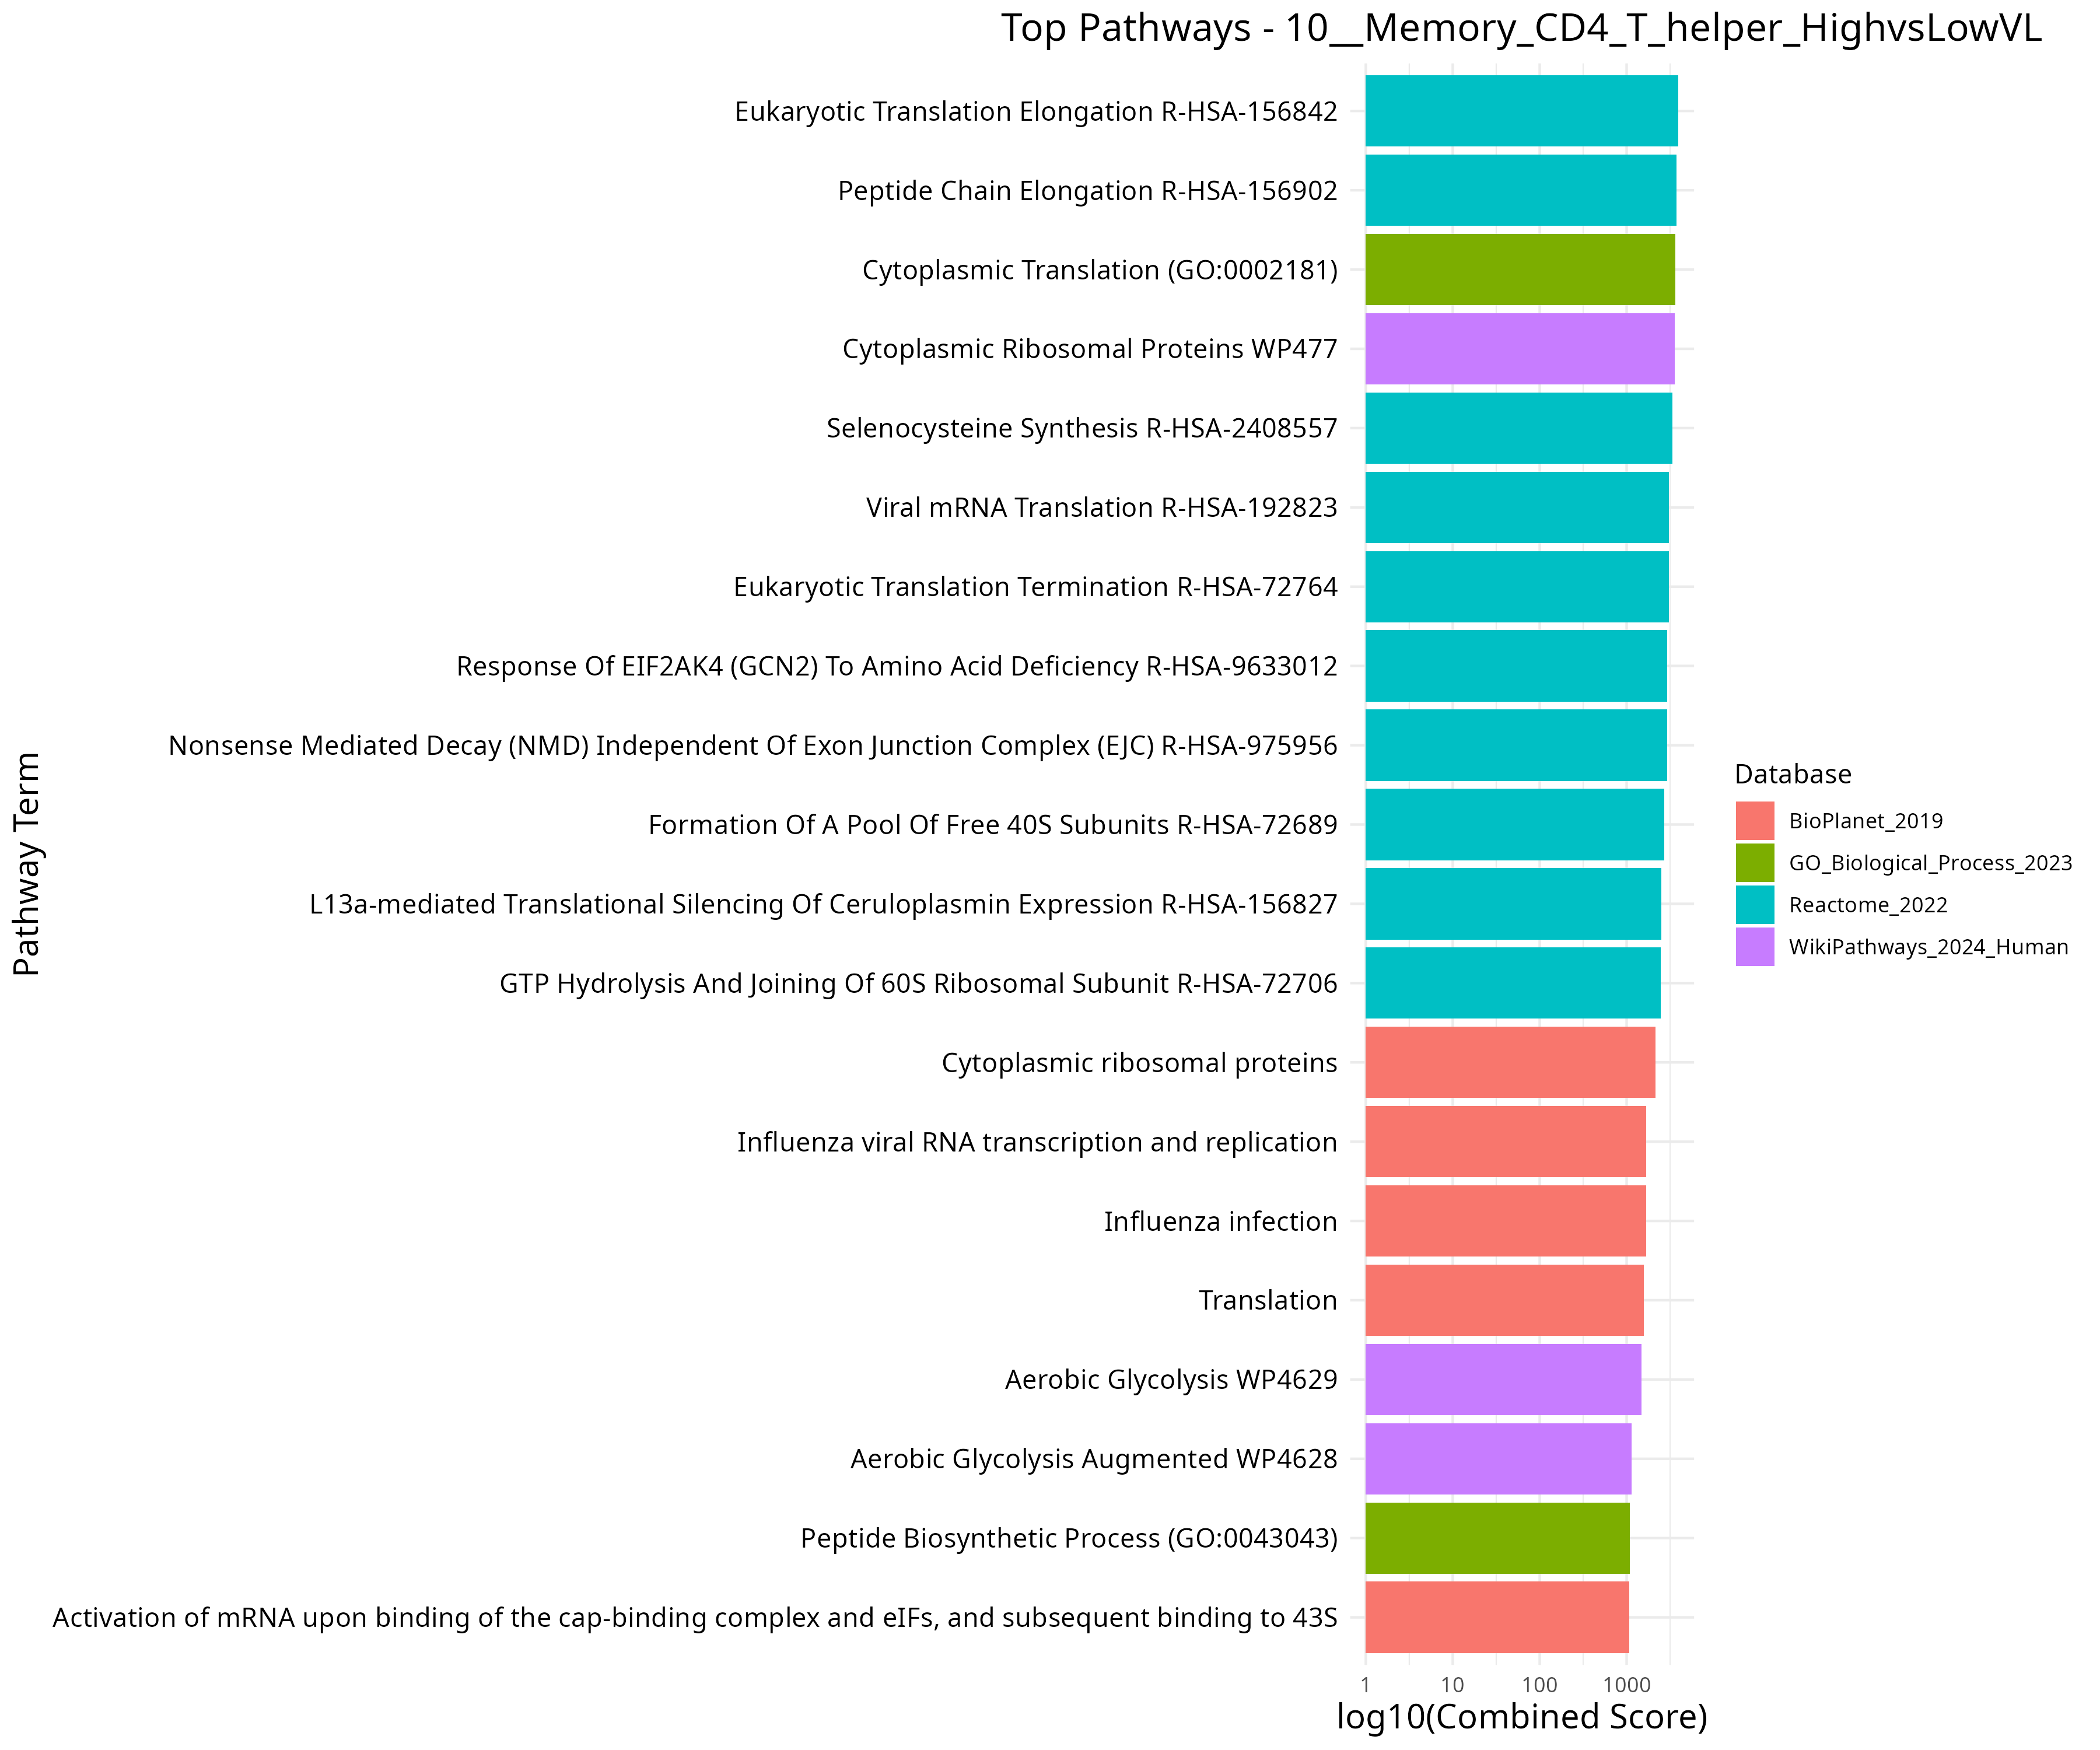 Top Pathways - 10__Memory_CD4_T_helper_HighvsLowVL
Pathway Term
Eukaryotic Translation Elongation R-HSA-156842
Peptide Chain Elongation R-HSA-156902
Cytoplasmic Translation (GO:0002181)
Cytoplasmic Ribosomal Proteins WP477
Selenocysteine Synthesis R-HSA-2408557
Viral mRNA Translation R-HSA-192823
Eukaryotic Translation Termination R-HSA-72764
Response Of EIF2AK4 (GCN2) To Amino Acid Deficiency R-HSA-9633012
Nonsense Mediated Decay (NMD) Independent Of Exon Junction Complex (EJC) R-HSA-975956
Formation Of A Pool Of Free 40S Subunits R-HSA-72689
L13a-mediated Translational Silencing Of Ceruloplasmin Expression R-HSA-156827
GTP Hydrolysis And Joining Of 60S Ribosomal Subunit R-HSA-72706
Cytoplasmic ribosomal proteins
Influenza viral RNA transcription and replication
Influenza infection
Translation
Aerobic Glycolysis WP4629
Aerobic Glycolysis Augmented WP4628
Peptide Biosynthetic Process (GO:0043043)
Activation of mRNA upon binding of the cap-binding complex and eIFs, and subsequent binding to 43S
1 10 100 1000
log10(Combined Score)
Database
BioPlanet_2019
GO_Biological_Process_2023
Reactome_2022
WikiPathways_2024_Human